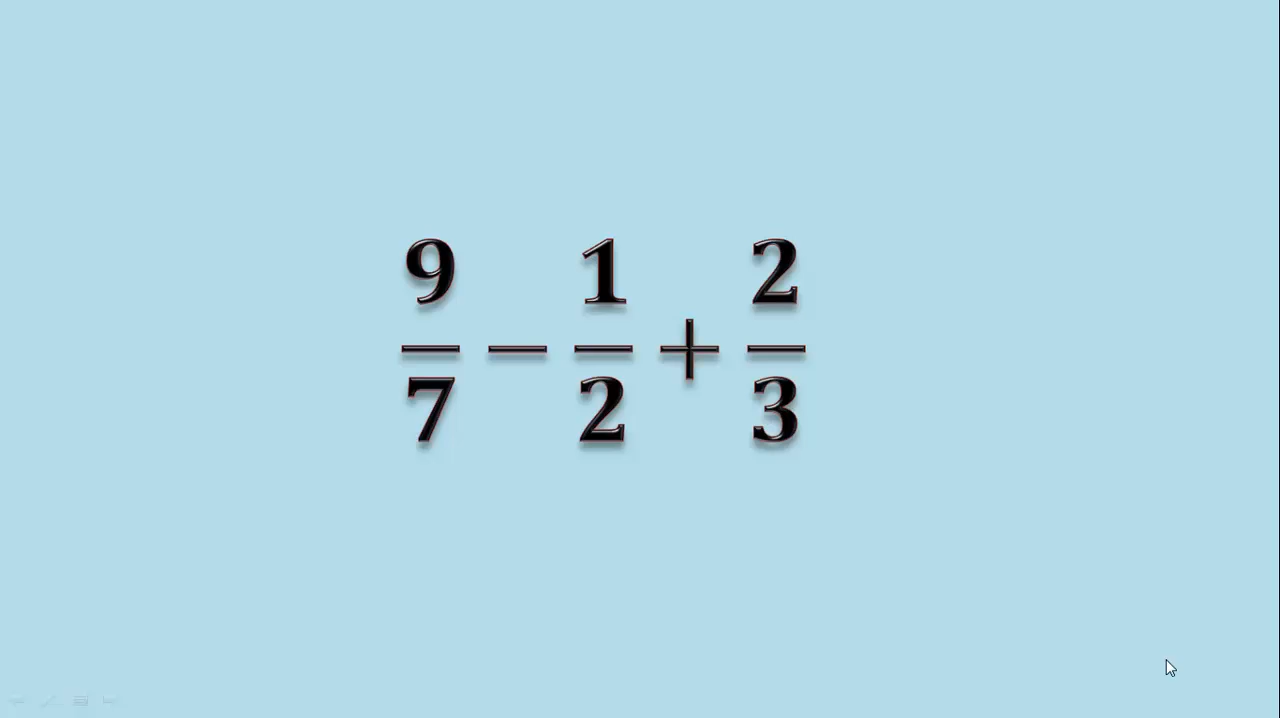 9/7 − 1/2 + 2/3